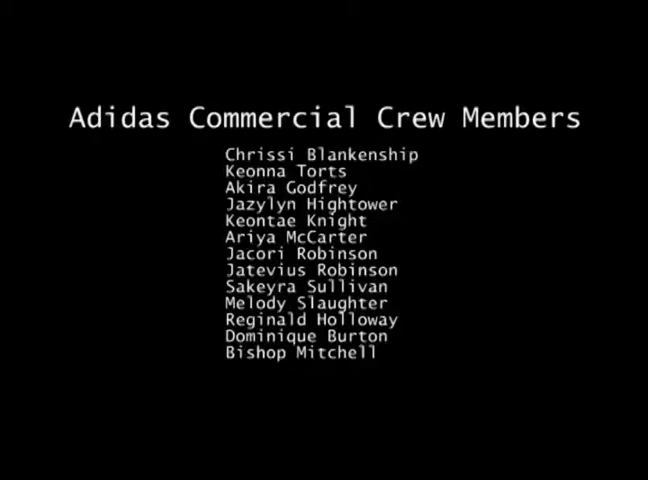 Adidas Commercial Crew Members
Chrissi Blankenship
Keonna Torts
Akira Godfrey
Jazylyn Hightower
Keontae Knight
Ariya McCarter
Jacori Robinson
Jatevius Robinson
Sakeyra Sullivan
Melody Slaughter
Reginald Holloway
Dominique Burton
Bishop Mitchell